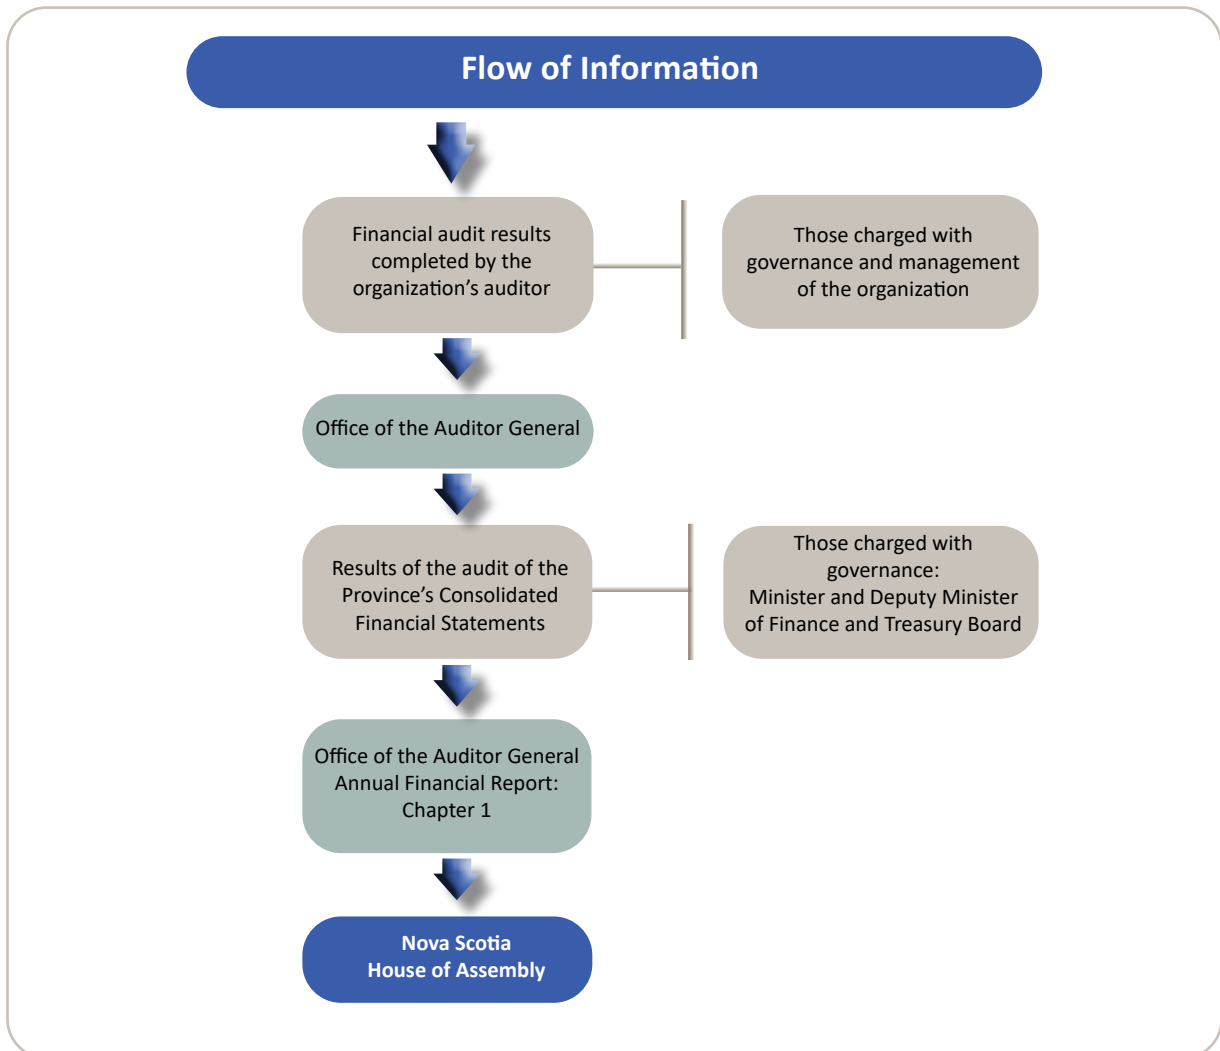 Flow of Information
Financial audit results
completed by the
organization's auditor
Those charged with
governance and management
of the organization
Office of the Auditor General
Results of the audit of the
Province's Consolidated
Financial Statements
Those charged with
governance:
Minister and Deputy Minister
of Finance and Treasury Board
Office of the Auditor General
Annual Financial Report:
Chapter 1
Nova Scotia
House of Assembly